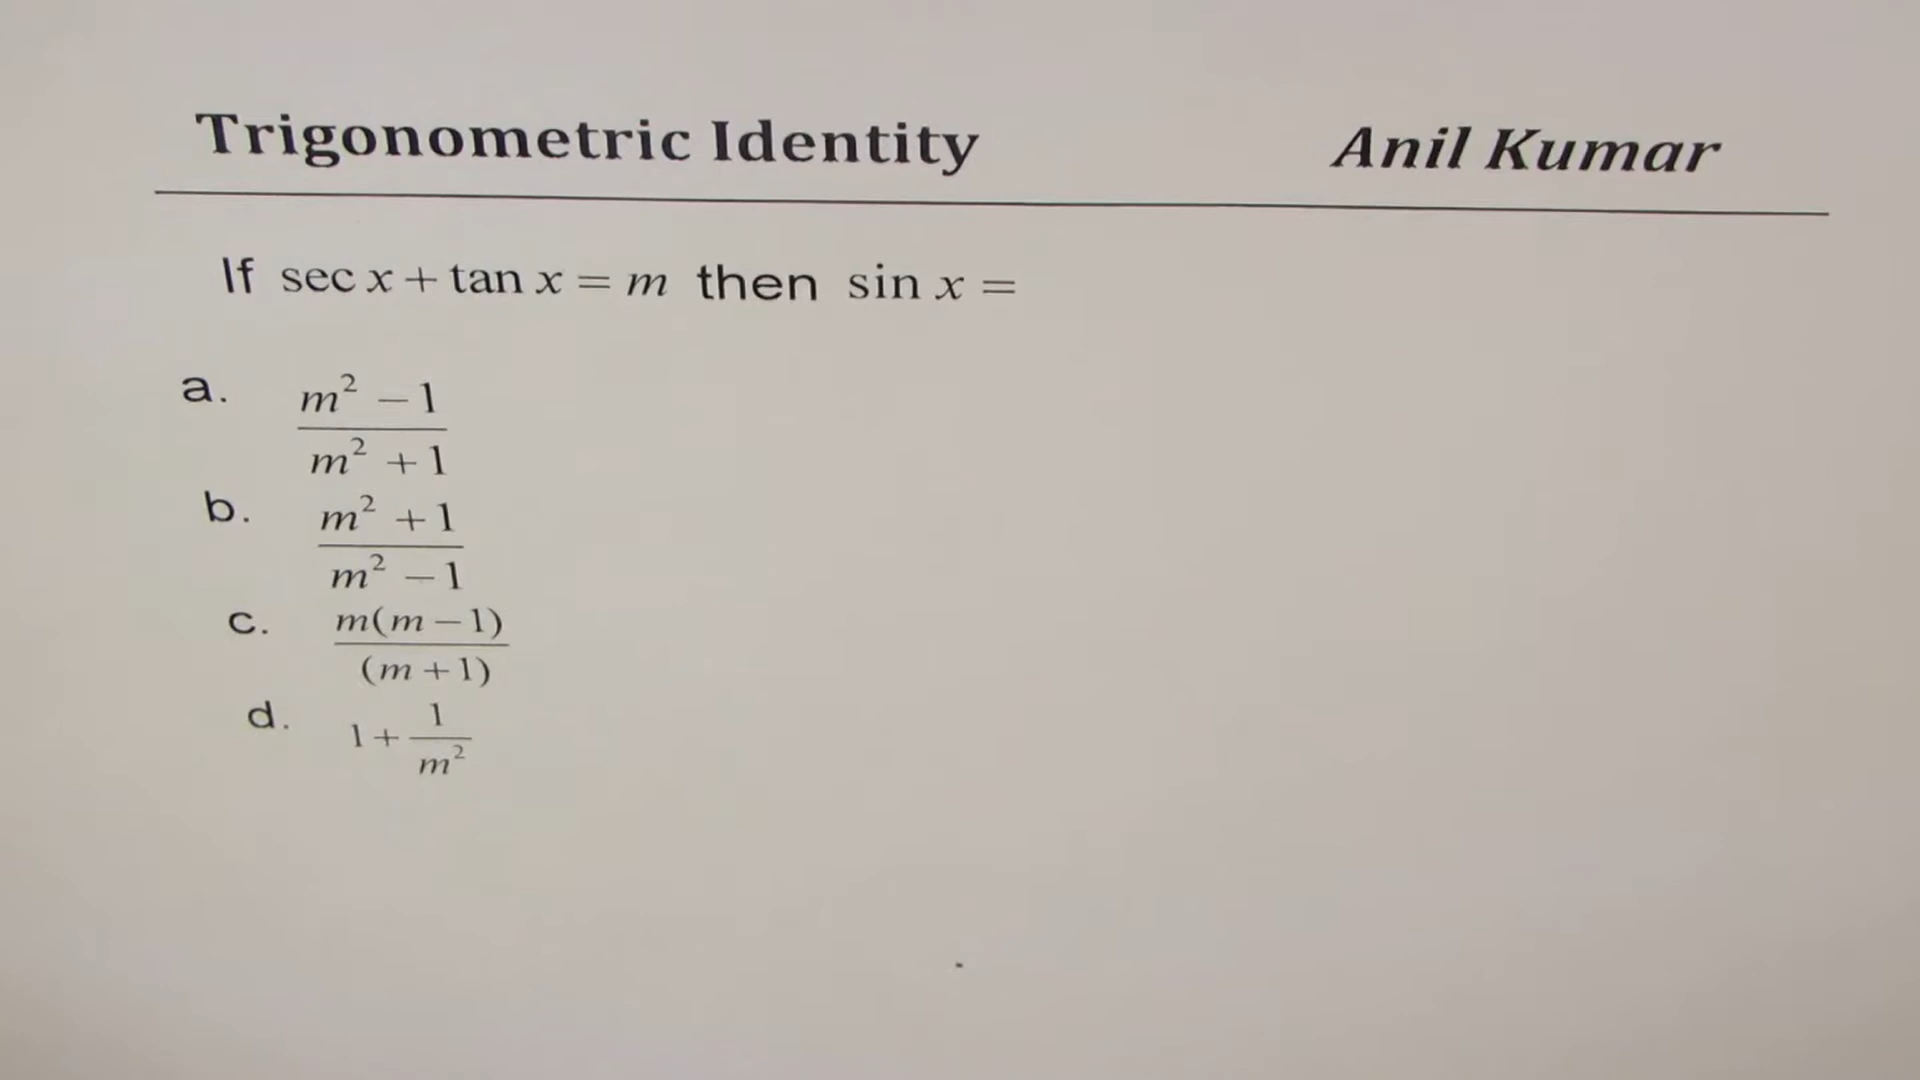 Trigonometric Identity Anil Kumar
If sec x + tan x = m then sin x =
a. (m² − 1)/(m² + 1)
b. (m² + 1)/(m² − 1)
c. m(m − 1)/(m + 1)
d. 1 + 1/m²